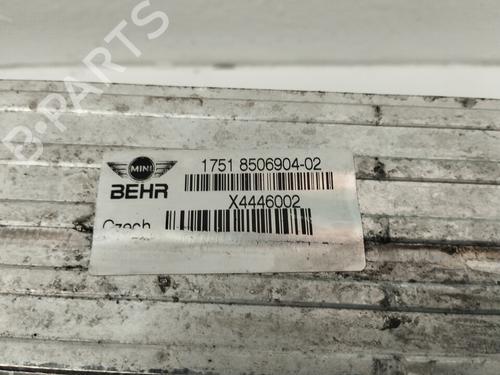 B-PARTS
MINI
BEHR
1751 8506904-02
X4446002
Czech